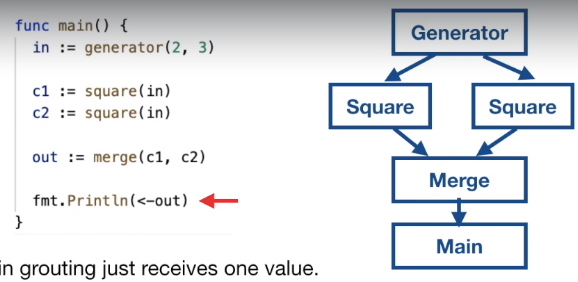 func main() {
in := generator(2, 3)
c1 := square(in)
c2 := square(in)
out := merge(c1, c2)
fmt.Println(<-out)
}
in grouting just receives one value.
Generator
Square
Square
Merge
Main